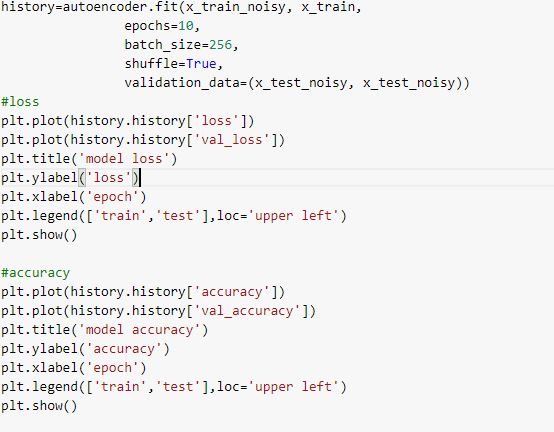 history=autoencoder.fit(x_train_noisy, x_train,
                epochs=10,
                batch_size=256,
                shuffle=True,
                validation_data=(x_test_noisy, x_test_noisy))
#loss
plt.plot(history.history['loss'])
plt.plot(history.history['val_loss'])
plt.title('model loss')
plt.ylabel('loss')
plt.xlabel('epoch')
plt.legend(['train','test'],loc='upper left')
plt.show()

#accuracy
plt.plot(history.history['accuracy'])
plt.plot(history.history['val_accuracy'])
plt.title('model accuracy')
plt.ylabel('accuracy')
plt.xlabel('epoch')
plt.legend(['train','test'],loc='upper left')
plt.show()